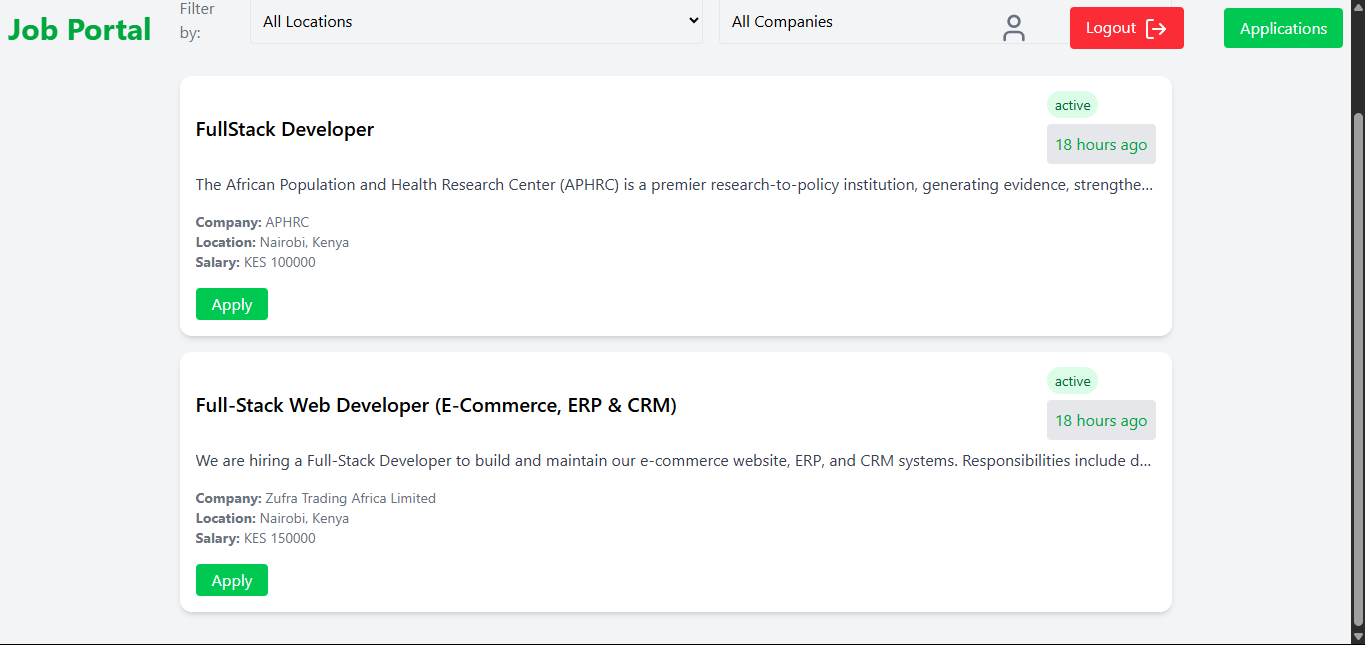 Job Portal
Filter by:
All Locations
All Companies
Logout
Applications
FullStack Developer
active
18 hours ago
The African Population and Health Research Center (APHRC) is a premier research-to-policy institution, generating evidence, strengthe...
Company: APHRC
Location: Nairobi, Kenya
Salary: KES 100000
Apply
Full-Stack Web Developer (E-Commerce, ERP & CRM)
active
18 hours ago
We are hiring a Full-Stack Developer to build and maintain our e-commerce website, ERP, and CRM systems. Responsibilities include d...
Company: Zufra Trading Africa Limited
Location: Nairobi, Kenya
Salary: KES 150000
Apply